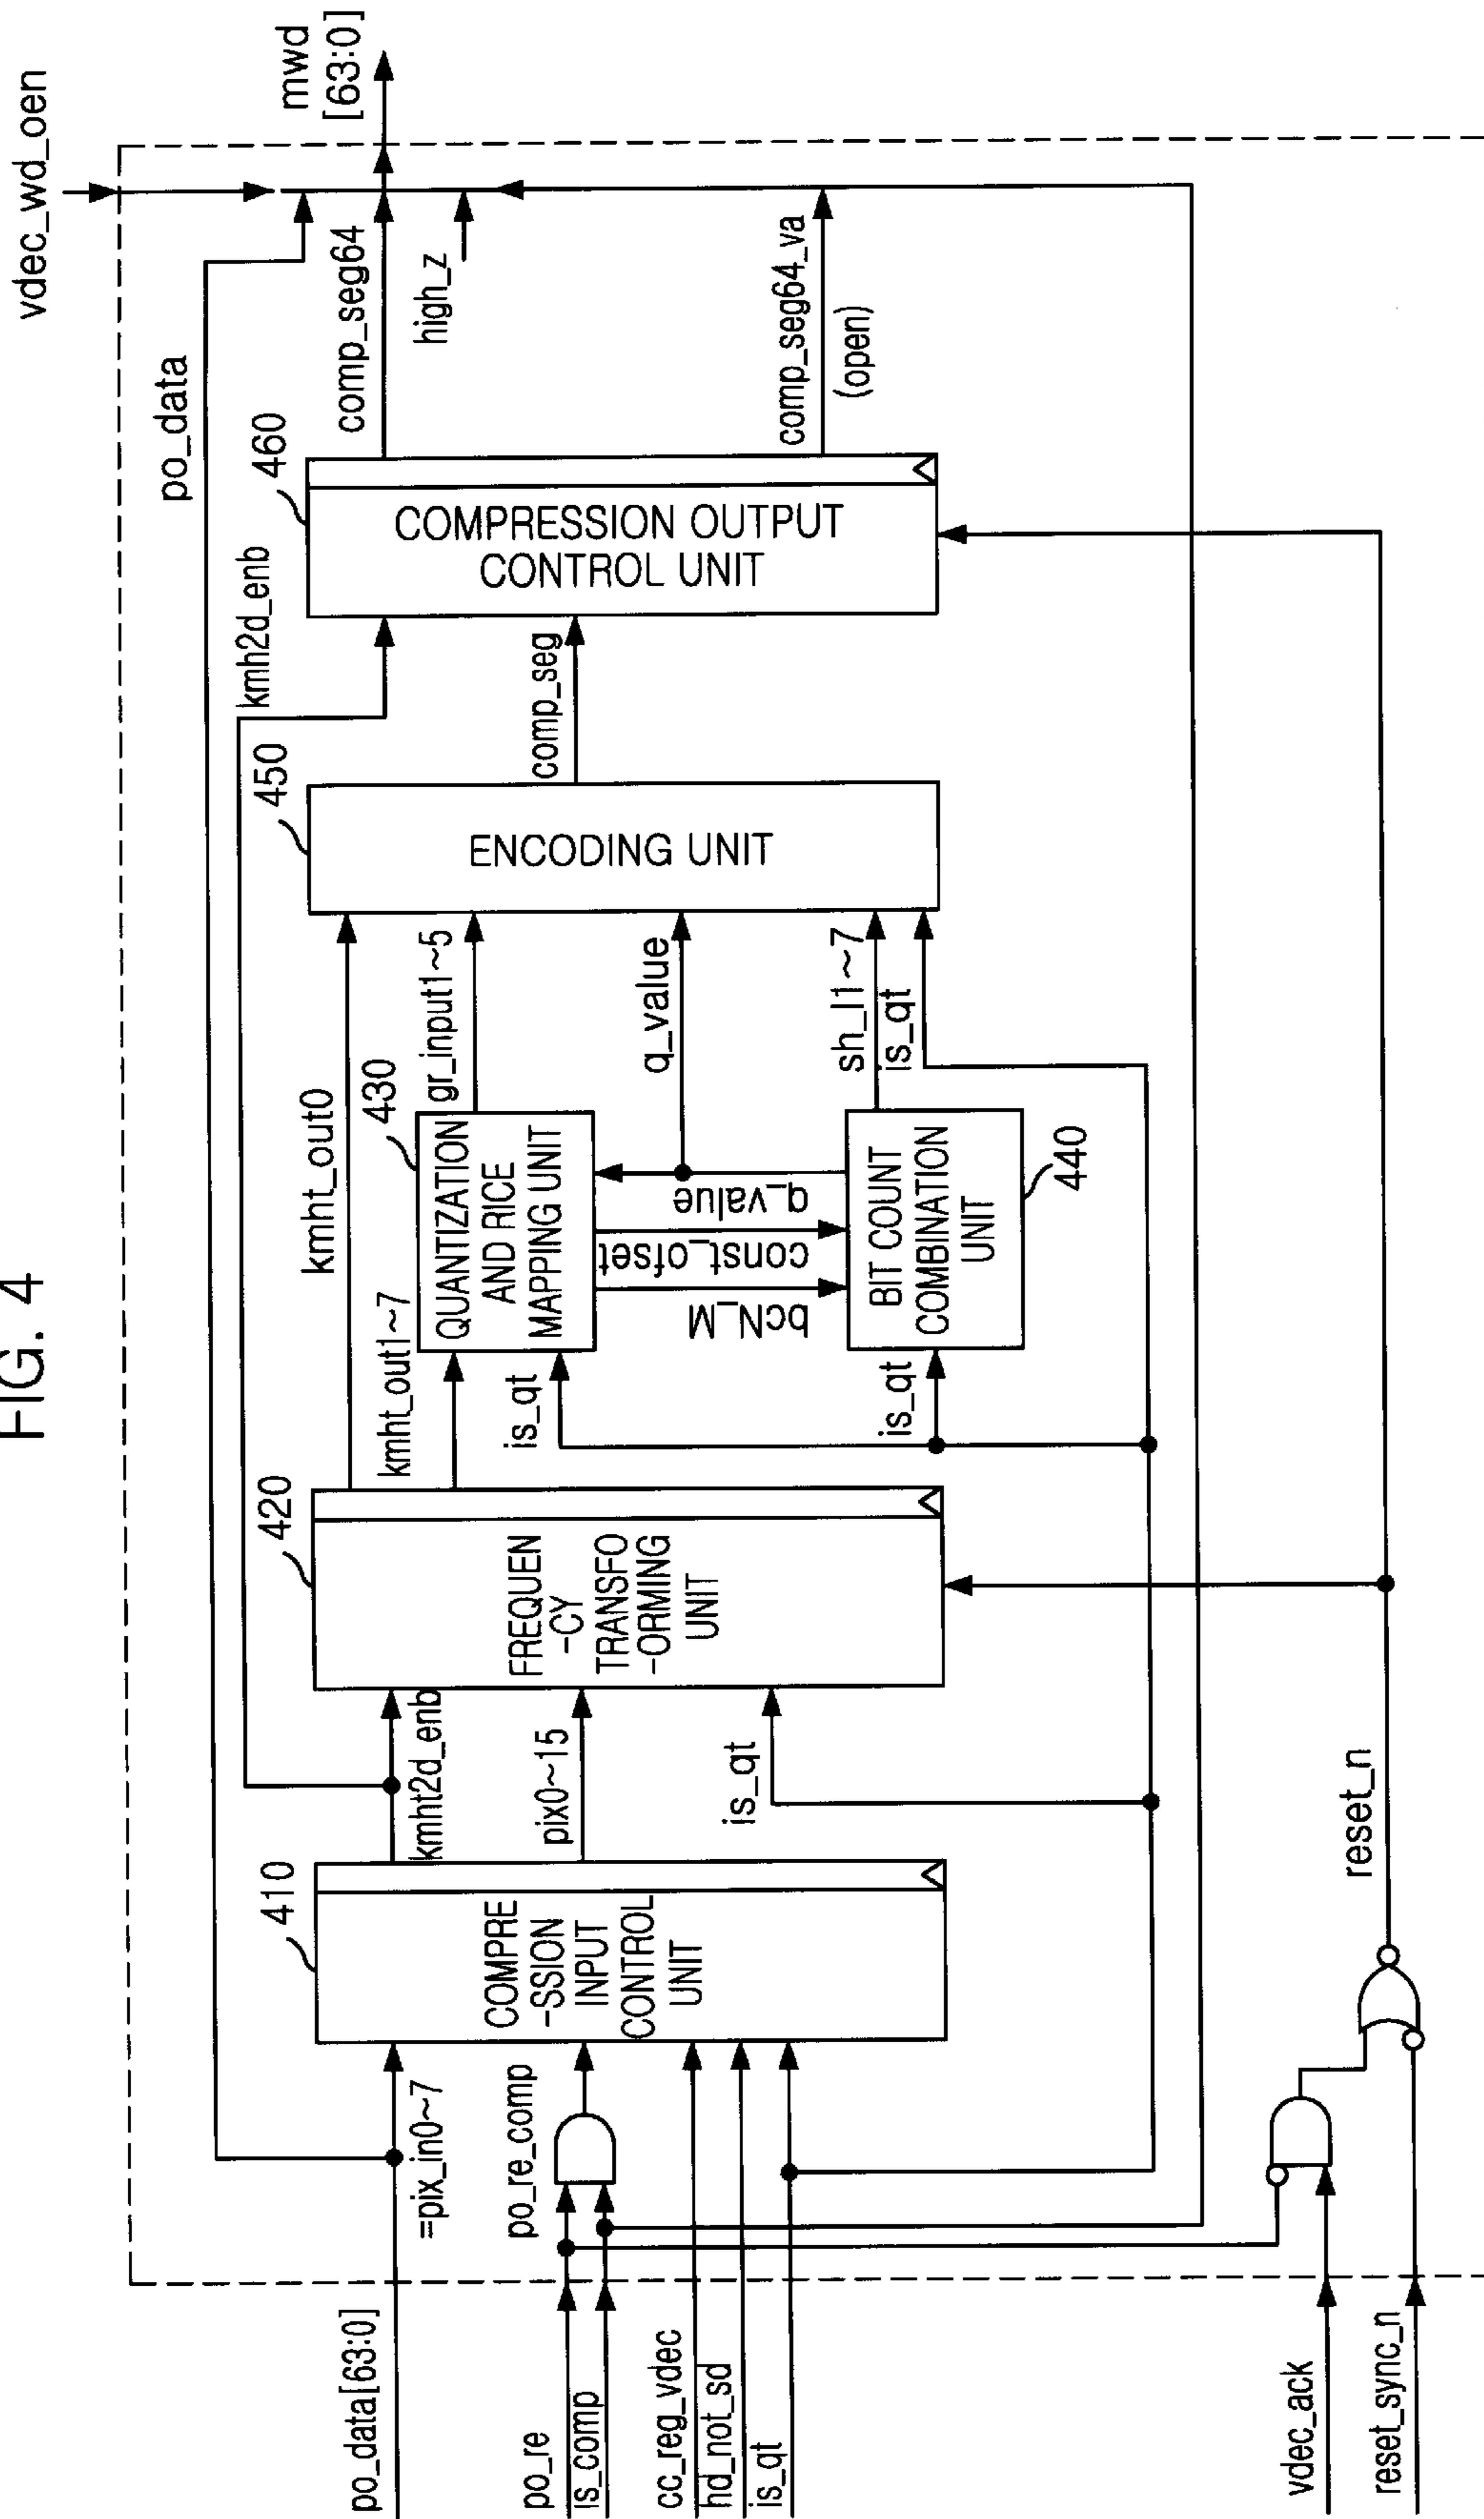 FIG. 4
po_data[63:0]
po_re
is_comp
cc_reg_vdec
hd_not_sd
is_qt
vdec_ack
reset_sync_n
=pix_in0~7
po_re_comp
410
COMPRE
-SSION
INPUT
CONTROL
UNIT
kmht2d_enb
pix0~15
is_qt
reset_n
420
FREQUEN
-CY
TRANSFO
-ORMING
UNIT
kmht_out0
kmht_out1~7
is_qt
is_qt
430
QUANTIZATION
AND RICE
MAPPING UNIT
bcN_M
const_ofset
q_value
BIT COUNT
COMBINATION
UNIT
440
gr_input1~5
q_value
sh_l1~7
is_qt
450
ENCODING UNIT
kmh2d_enb
comp_seg
460
COMPRESSION OUTPUT
CONTROL UNIT
po_data
comp_seg64
high_z
comp_seg64_va
(open)
vdec_wd_oen
mwd
[63:0]